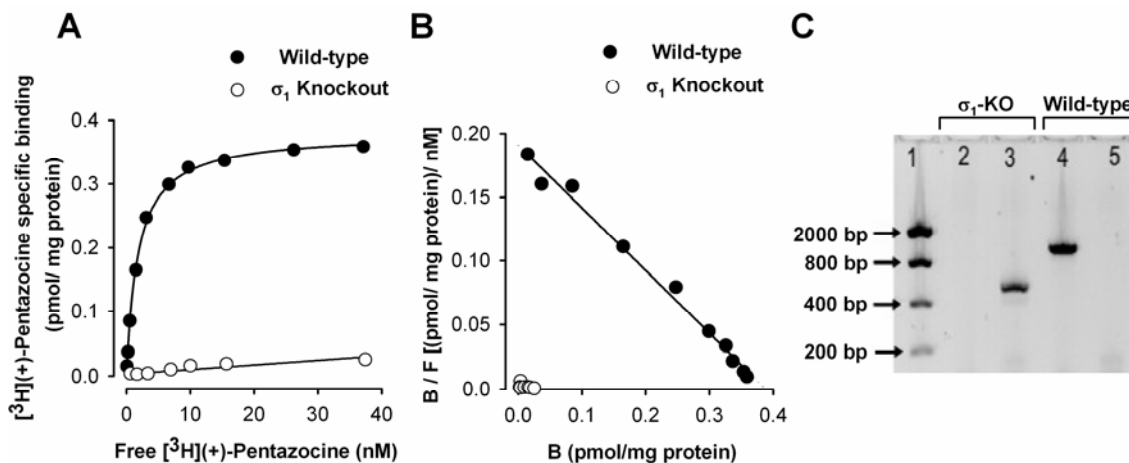 A
Wild-type
σ1 Knockout
[3H](+)-Pentazocine specific binding
(pmol/ mg protein)
0.4
0.3
0.2
0.1
0.0
0
10
20
30
40
Free [3H](+)-Pentazocine (nM)
B
Wild-type
σ1 Knockout
B / F [(pmol/ mg protein)/ nM]
0.20
0.15
0.10
0.05
0.00
0.0
0.1
0.2
0.3
0.4
B (pmol/mg protein)
C
σ1-KO
Wild-type
1
2
3
4
5
2000 bp
800 bp
400 bp
200 bp